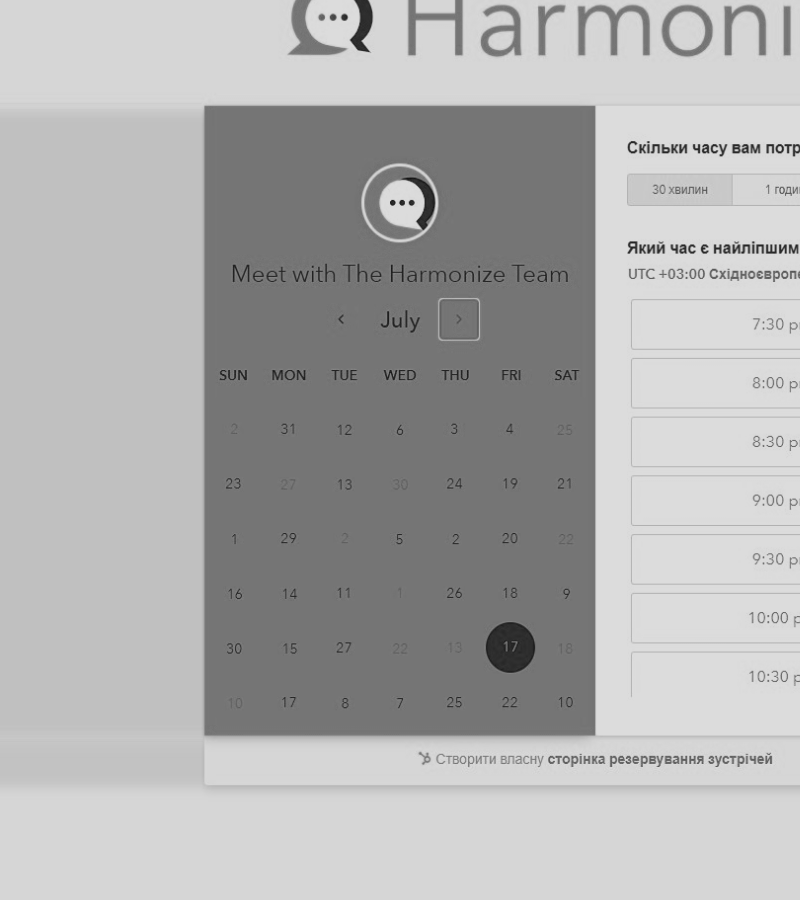 Harmoni
Meet with The Harmonize Team
July
SUN MON TUE WED THU FRI SAT
2 31 12 6 3 4 25
23 27 13 30 24 19 21
1 29 2 5 2 20 22
16 14 11 1 26 18 9
30 15 27 22 13 17 18
10 17 8 7 25 22 10
Скільки часу вам потр
30 хвилин 1 годи
Який час є найліпшим
UTC +03:00 Східноєвропе
7:30 p
8:00 p
8:30 p
9:00 p
9:30 p
10:00 p
10:30 p
Створити власну сторінка резервування зустрічей